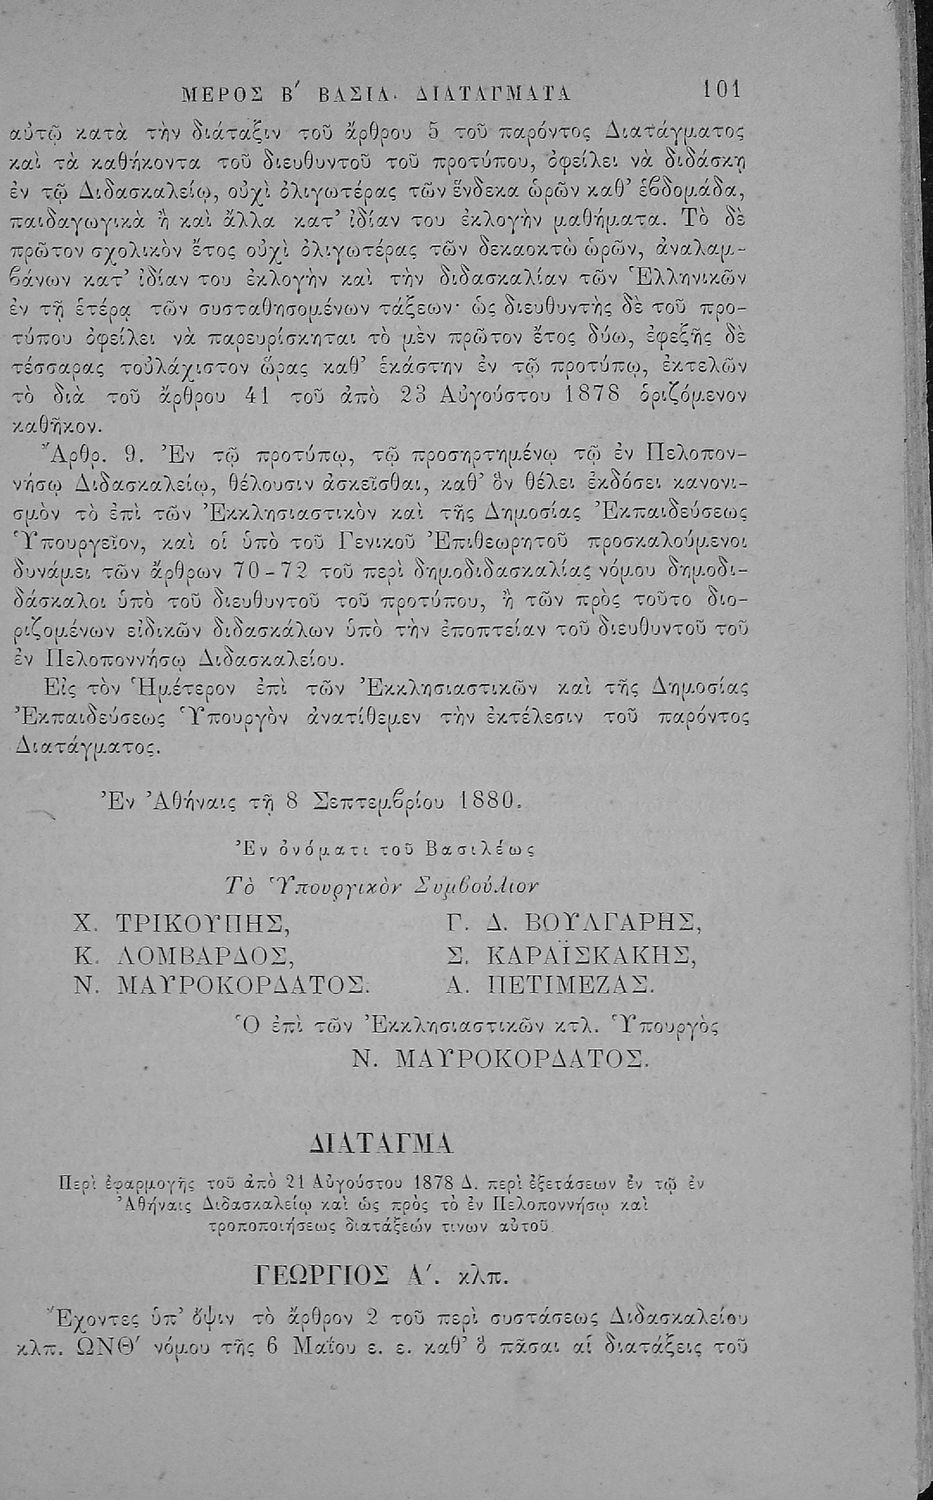 ΜΕΡΟΣ Β΄ ΒΑΣΙΛ. ΔΙΑΤΑΓΜΑΤΑ 101
αὐτῷ κατὰ τὴν διάταξιν τοῦ ἄρθρου 5 τοῦ παρόντος Διατάγματος
καὶ τὰ καθήκοντα τοῦ διευθυντοῦ τοῦ προτύπου, ὀφείλει νὰ διδάσκῃ
ἐν τῷ Διδασκαλείῳ, οὐχὶ ὀλιγωτέρας τῶν ἕνδεκα ὡρῶν καθ’ ἑβδομάδα,
παιδαγωγικὰ ἢ καὶ ἄλλα κατ’ ἰδίαν του ἐκλογὴν μαθήματα. Τὸ δὲ
πρῶτον σχολικὸν ἔτος οὐχὶ ὀλιγωτέρας τῶν δεκαοκτὼ ὡρῶν, ἀναλαμ-
βάνων κατ’ ἰδίαν του ἐκλογὴν καὶ τὴν διδασκαλίαν τῶν Ἑλληνικῶν
ἐν τῇ ἑτέρᾳ τῶν συσταθησομένων τάξεων· ὡς διευθυντὴς δὲ τοῦ προ-
τύπου ὀφείλει νὰ παρευρίσκηται τὸ μὲν πρῶτον ἔτος δύω, ἐφεξῆς δὲ
τέσσαρας τοὐλάχιστον ὥρας καθ’ ἑκάστην ἐν τῷ προτύπῳ, ἐκτελῶν
τὸ διὰ τοῦ ἄρθρου 41 τοῦ ἀπὸ 23 Αὐγούστου 1878 ὁριζόμενον
καθῆκον.
Ἄρθρ. 9. Ἐν τῷ προτύπῳ, τῷ προσηρτημένῳ τῷ ἐν Πελοπον-
νήσῳ Διδασκαλείῳ, θέλουσιν ἀσκεῖσθαι, καθ’ ὃν θέλει ἐκδόσει κανονι-
σμὸν τὸ ἐπὶ τῶν Ἐκκλησιαστικὸν καὶ τῆς Δημοσίας Ἐκπαιδεύσεως
Ὑπουργεῖον, καὶ οἱ ὑπὸ τοῦ Γενικοῦ Ἐπιθεωρητοῦ προσκαλούμενοι
δυνάμει τῶν ἄρθρων 70-72 τοῦ περὶ δημοδιδασκαλίας νόμου δημοδι-
δάσκαλοι ὑπὸ τοῦ διευθυντοῦ τοῦ προτύπου, ἢ τῶν πρὸς τοῦτο διο-
ριζομένων εἰδικῶν διδασκάλων ὑπὸ τὴν ἐποπτείαν τοῦ διευθυντοῦ τοῦ
ἐν Πελοποννήσῳ Διδασκαλείου.
Εἰς τὸν Ἡμέτερον ἐπὶ τῶν Ἐκκλησιαστικῶν καὶ τῆς Δημοσίας
Ἐκπαιδεύσεως Ὑπουργὸν ἀνατίθεμεν τὴν ἐκτέλεσιν τοῦ παρόντος
Διατάγματος.
Ἐν Ἀθήναις τῇ 8 Σεπτεμβρίου 1880.
Ἐν ὀνόματι τοῦ Βασιλέως
Τὸ Ὑπουργικὸν Συμβούλιον
Χ. ΤΡΙΚΟΥΠΗΣ, Γ. Δ. ΒΟΥΛΓΑΡΗΣ,
Κ. ΛΟΜΒΑΡΔΟΣ, Σ. ΚΑΡΑΪΣΚΑΚΗΣ,
Ν. ΜΑΥΡΟΚΟΡΔΑΤΟΣ. Α. ΠΕΤΙΜΕΖΑΣ.
Ὁ ἐπὶ τῶν Ἐκκλησιαστικῶν κτλ. Ὑπουργὸς
Ν. ΜΑΥΡΟΚΟΡΔΑΤΟΣ.
ΔΙΑΤΑΓΜΑ
Περὶ ἐφαρμογῆς τοῦ ἀπὸ 21 Αὐγούστου 1878 Δ. περὶ ἐξετάσεων ἐν τῷ ἐν
Ἀθήναις Διδασκαλείῳ καὶ ὡς πρὸς τὸ ἐν Πελοποννήσῳ καὶ
τροποποιήσεως διατάξεών τινων αὐτοῦ.
ΓΕΩΡΓΙΟΣ Α΄. κλπ.
Ἔχοντες ὑπ’ ὄψιν τὸ ἄρθρον 2 τοῦ περὶ συστάσεως Διδασκαλείου
κλπ. ΩΝΘ΄ νόμου τῆς 6 Μαΐου ε. ε. καθ’ ὃ πᾶσαι αἱ διατάξεις τοῦ